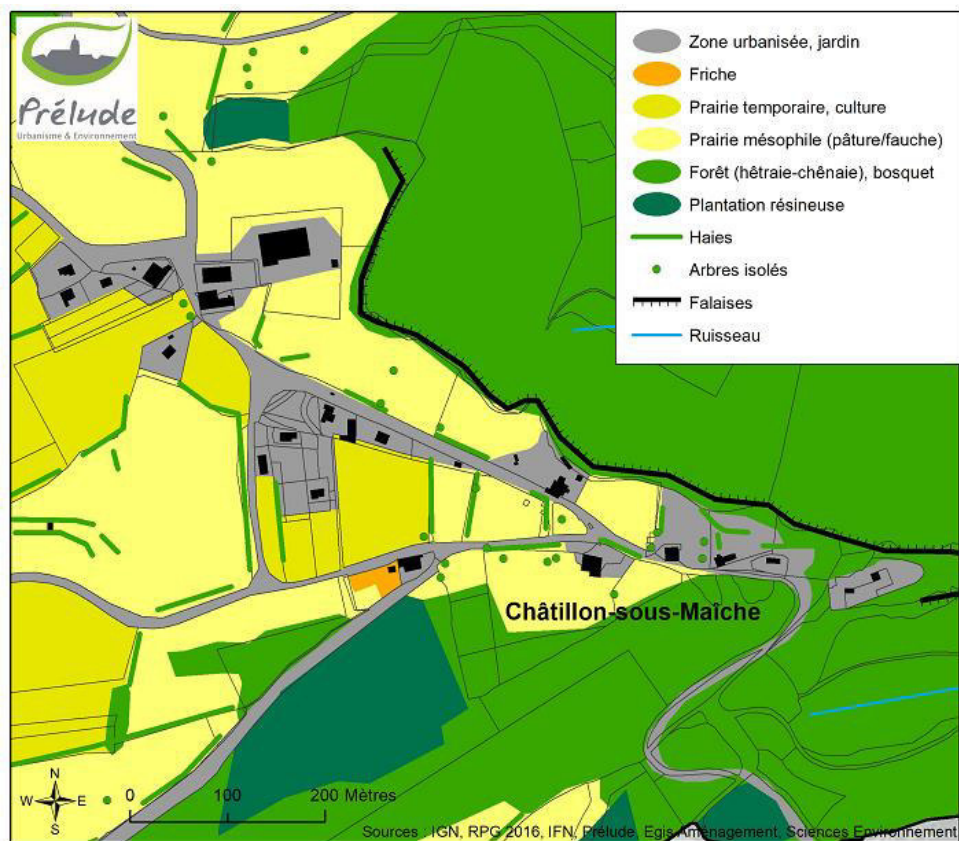 Prélude
Urbanisme & Environnement
Zone urbanisée, jardin
Friche
Prairie temporaire, culture
Prairie mésophile (pâture/fauche)
Forêt (hêtraie-chênaie), bosquet
Plantation résineuse
Haies
Arbres isolés
Falaises
Ruisseau
Châtillon-sous-Maîche
N
W E
S
0 100 200 Mètres
Sources : IGN, RPG 2016, IFN, Prélude, Egis Aménagement, Sciences Environnement